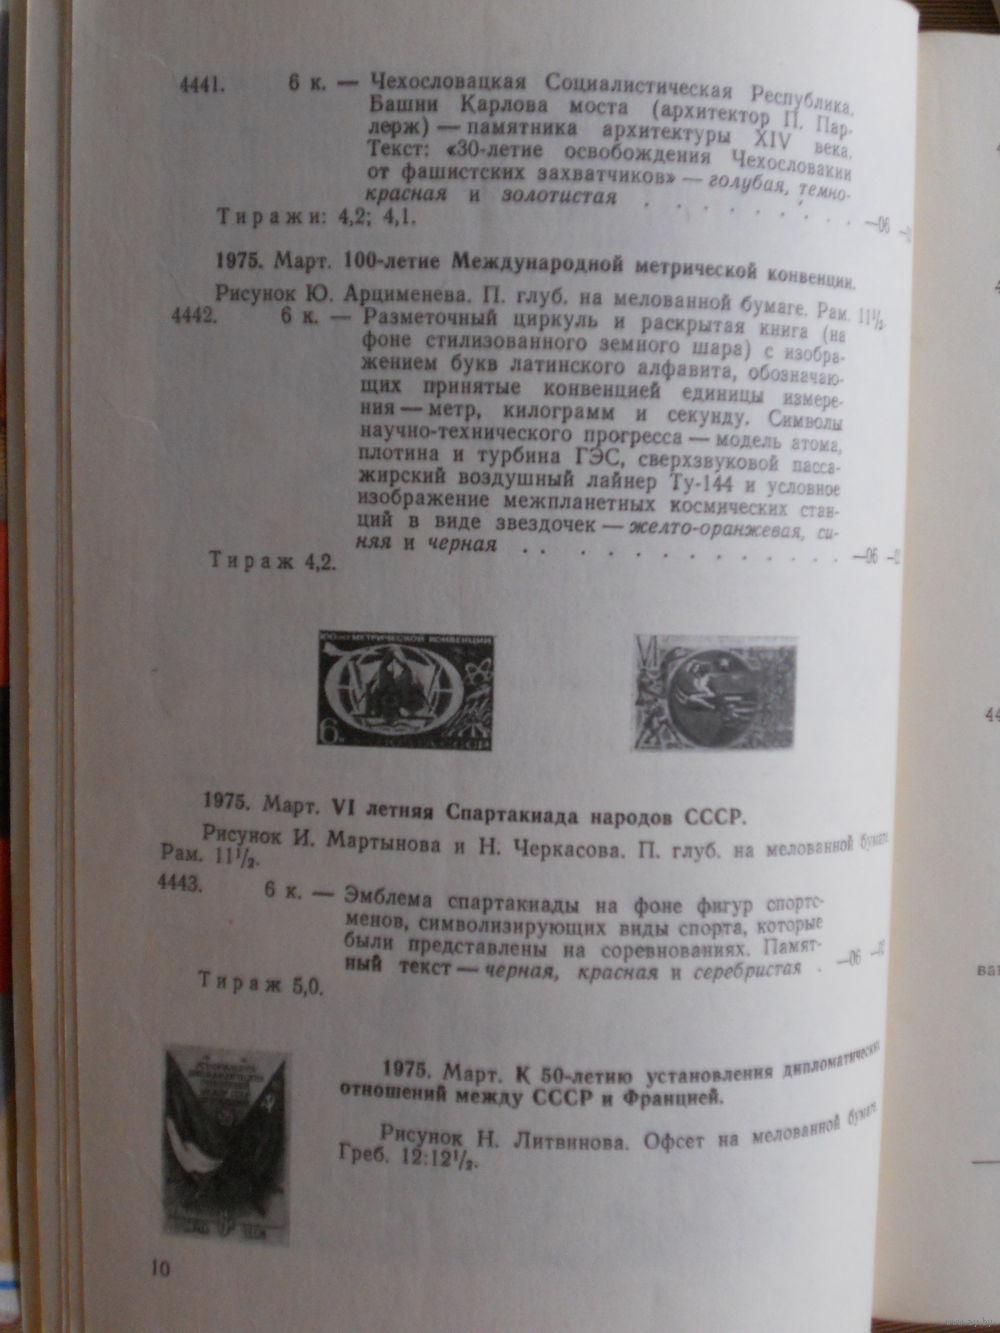 4441. 6 к. — Чехословацкая Социалистическая Республика.
Башни Карлова моста (архитектор П. Пар-
лерж) — памятника архитектуры XIV века.
Текст: «30-летие освобождения Чехословакии
от фашистских захватчиков» — голубая, темно-
красная и золотистая . . . . . . . . . —06
Тиражи: 4,2; 4,1.
1975. Март. 100-летие Международной метрической конвенции.
Рисунок Ю. Арцименева. П. глуб. на мелованной бумаге. Рам. 11½.
4442. 6 к. — Разметочный циркуль и раскрытая книга (на
фоне стилизованного земного шара) с изобра-
жением букв латинского алфавита, обозначаю-
щих принятые конвенцией единицы измере-
ния — метр, килограмм и секунду. Символы
научно-технического прогресса — модель атома,
плотина и турбина ГЭС, сверхзвуковой пасса-
жирский воздушный лайнер Ту-144 и условное
изображение межпланетных космических стан-
ций в виде звездочек — желто-оранжевая, си-
няя и черная . . . . . . . . . . . . —06
Тираж 4,2.
МЕТРИЧЕСКОЙ КОНВЕНЦИИ
6к
ПОЧТА СССР
VI
1975. Март. VI летняя Спартакиада народов СССР.
Рисунок И. Мартынова и Н. Черкасова. П. глуб. на мелованной бумаге.
Рам. 11½.
4443. 6 к. — Эмблема спартакиады на фоне фигур спортс-
менов, символизирующих виды спорта, которые
были представлены на соревнованиях. Памят-
ный текст — черная, красная и серебристая . —06
Тираж 5,0.
1975. Март. К 50-летию установления дипломатических
отношений между СССР и Францией.
Рисунок Н. Литвинова. Офсет на мелованной бумаге.
Греб. 12:12½.
10